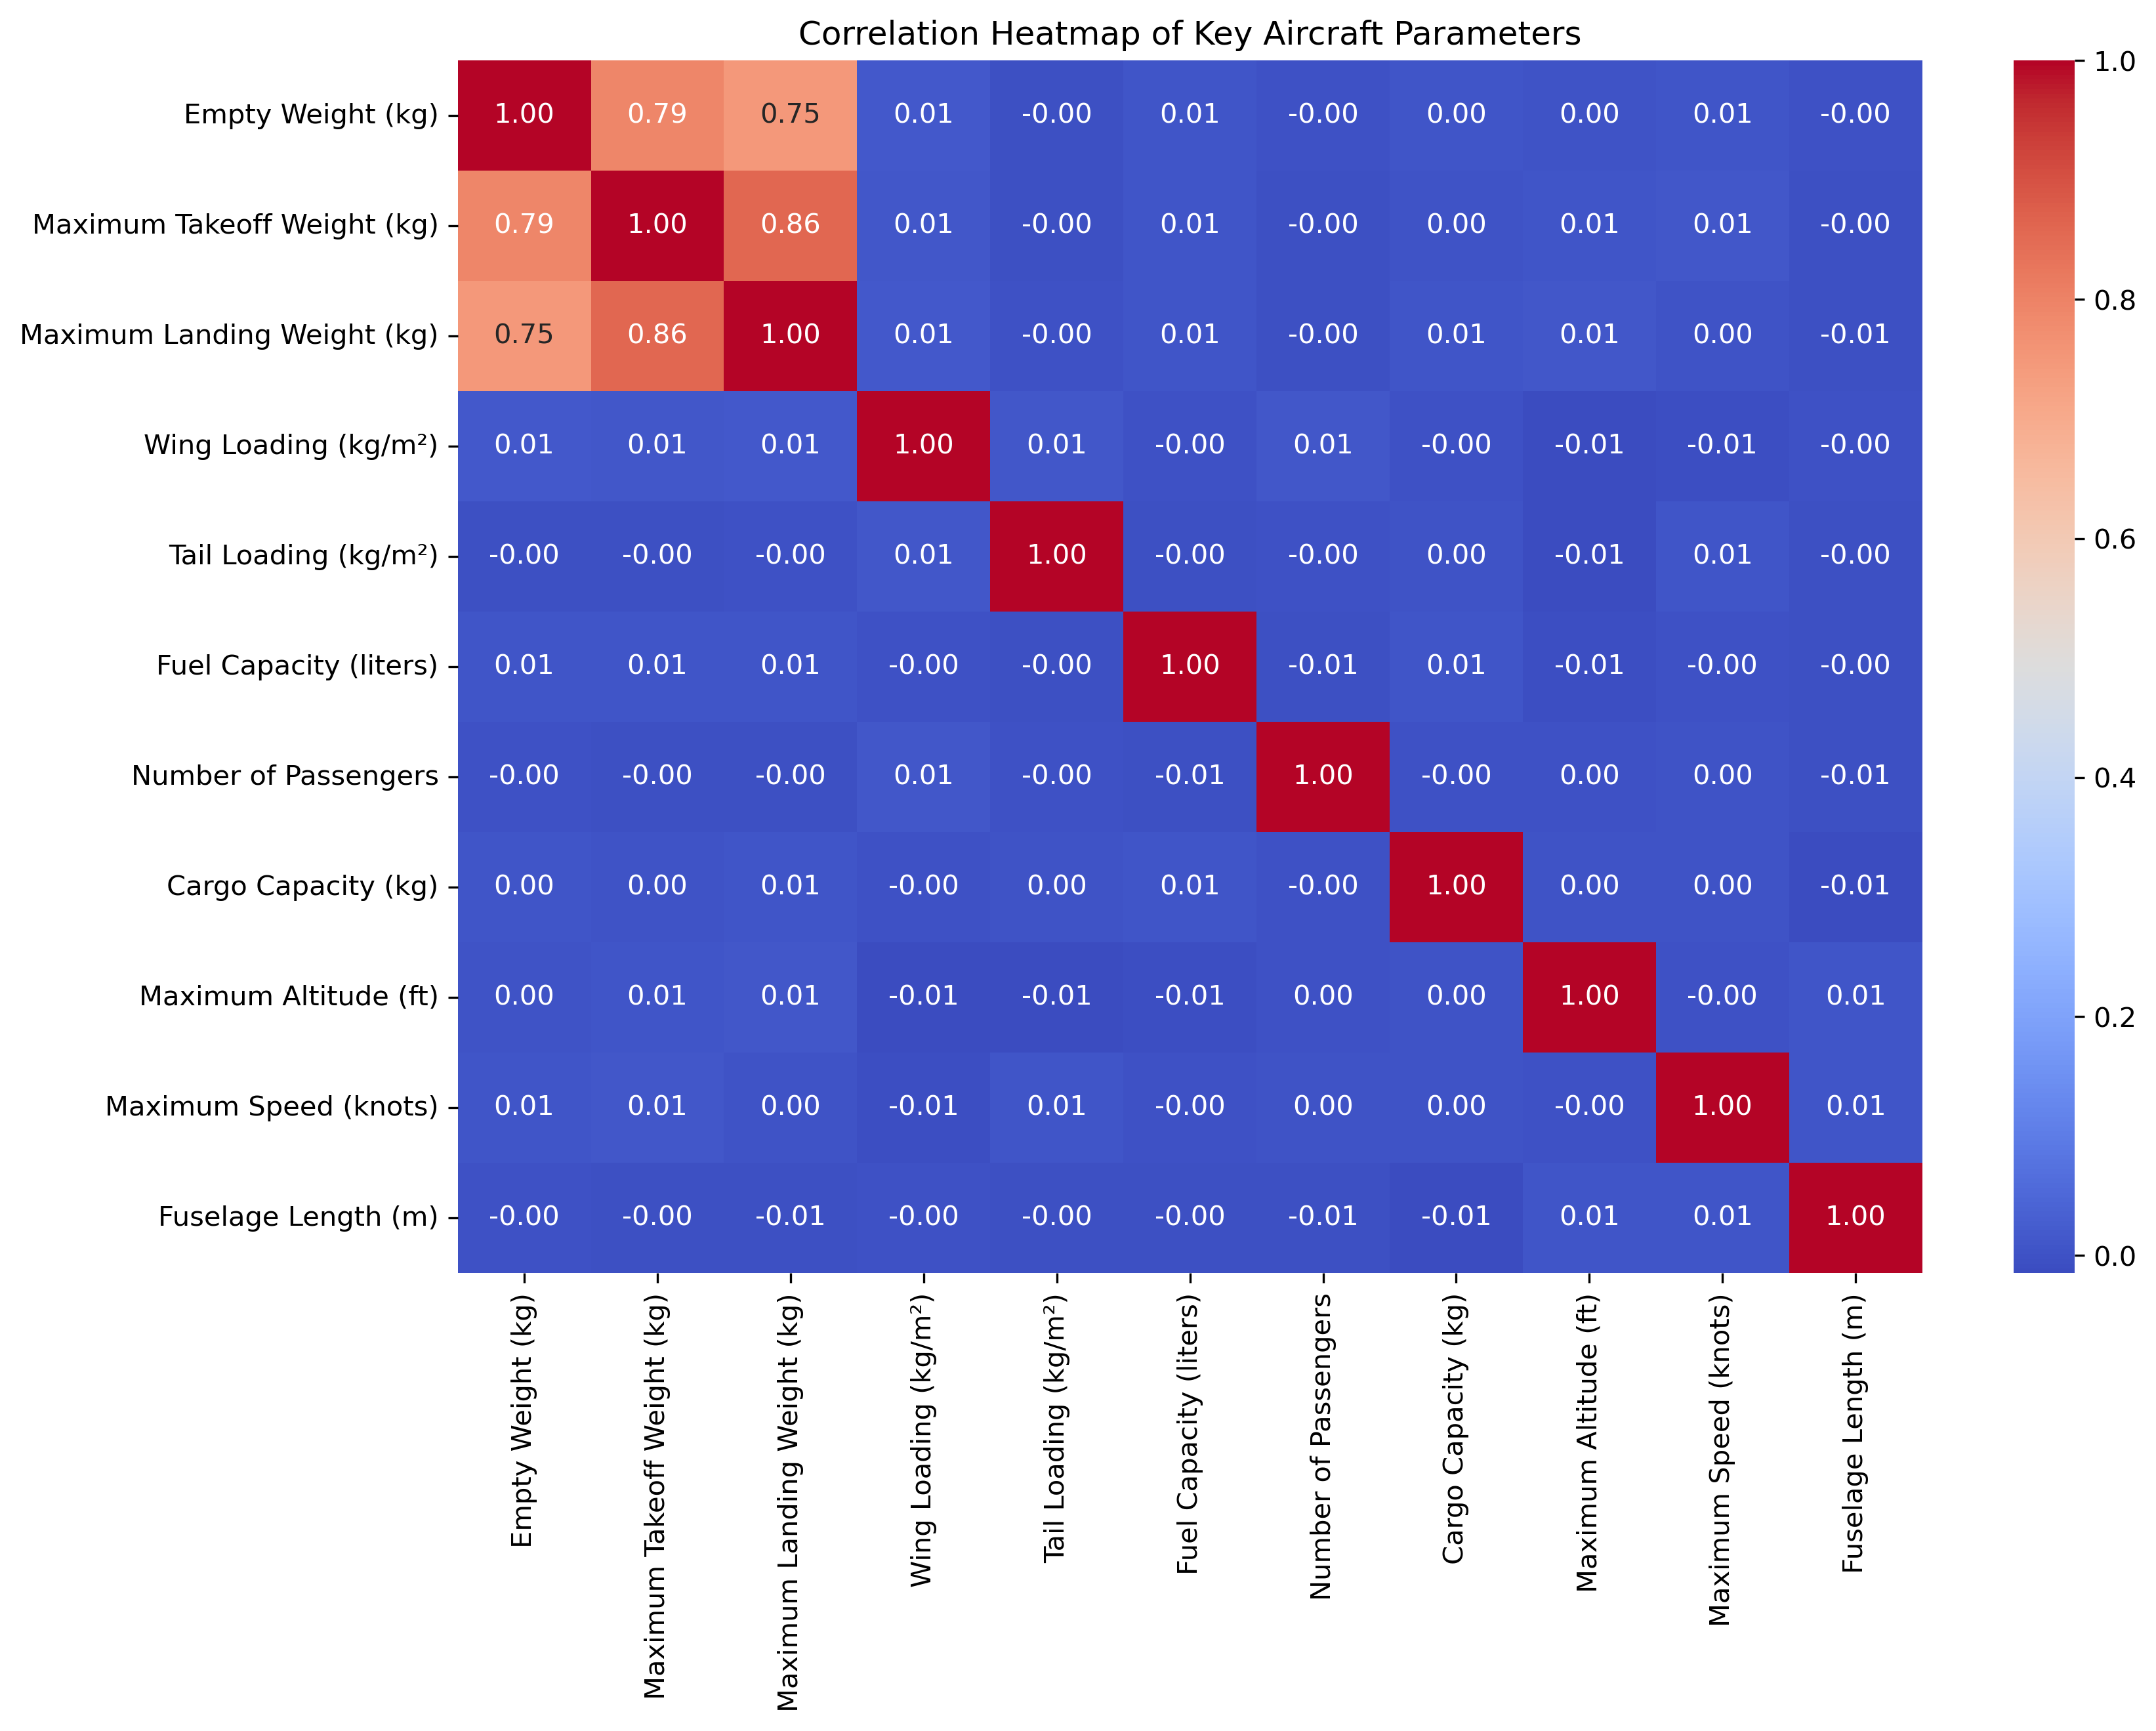 Correlation Heatmap of Key Aircraft Parameters
Empty Weight (kg) 1.00 0.79 0.75 0.01 -0.00 0.01 -0.00 0.00 0.00 0.01 -0.00
Maximum Takeoff Weight (kg) 0.79 1.00 0.86 0.01 -0.00 0.01 -0.00 0.00 0.01 0.01 -0.00
Maximum Landing Weight (kg) 0.75 0.86 1.00 0.01 -0.00 0.01 -0.00 0.01 0.01 0.00 -0.01
Wing Loading (kg/m²) 0.01 0.01 0.01 1.00 0.01 -0.00 0.01 -0.00 -0.01 -0.01 -0.00
Tail Loading (kg/m²) -0.00 -0.00 -0.00 0.01 1.00 -0.00 -0.00 0.00 -0.01 0.01 -0.00
Fuel Capacity (liters) 0.01 0.01 0.01 -0.00 -0.00 1.00 -0.01 0.01 -0.01 -0.00 -0.00
Number of Passengers -0.00 -0.00 -0.00 0.01 -0.00 -0.01 1.00 -0.00 0.00 0.00 -0.01
Cargo Capacity (kg) 0.00 0.00 0.01 -0.00 0.00 0.01 -0.00 1.00 0.00 0.00 -0.01
Maximum Altitude (ft) 0.00 0.01 0.01 -0.01 -0.01 -0.01 0.00 0.00 1.00 -0.00 0.01
Maximum Speed (knots) 0.01 0.01 0.00 -0.01 0.01 -0.00 0.00 0.00 -0.00 1.00 0.01
Fuselage Length (m) -0.00 -0.00 -0.01 -0.00 -0.00 -0.00 -0.01 -0.01 0.01 0.01 1.00
Empty Weight (kg)
Maximum Takeoff Weight (kg)
Maximum Landing Weight (kg)
Wing Loading (kg/m²)
Tail Loading (kg/m²)
Fuel Capacity (liters)
Number of Passengers
Cargo Capacity (kg)
Maximum Altitude (ft)
Maximum Speed (knots)
Fuselage Length (m)
1.0
0.8
0.6
0.4
0.2
0.0